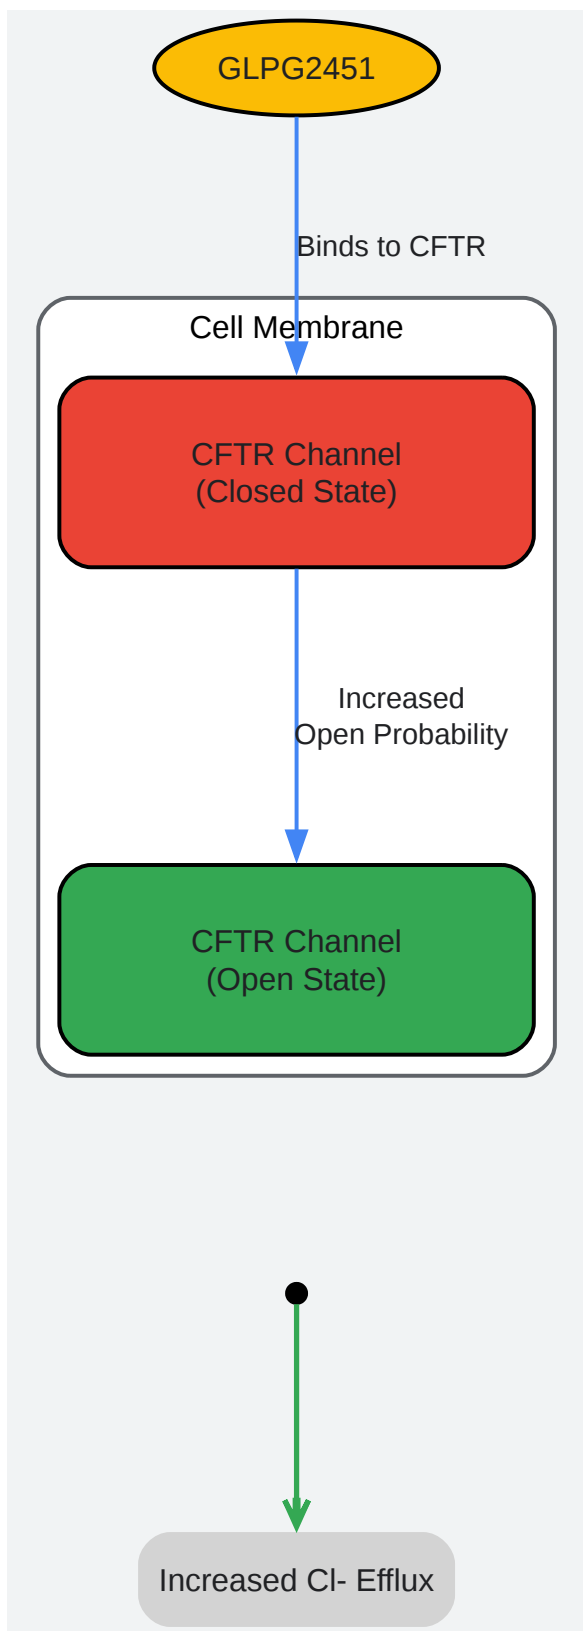 GLPG2451
Binds to CFTR
Cell Membrane
CFTR Channel
(Closed State)
Increased
Open Probability
CFTR Channel
(Open State)
Increased Cl- Efflux